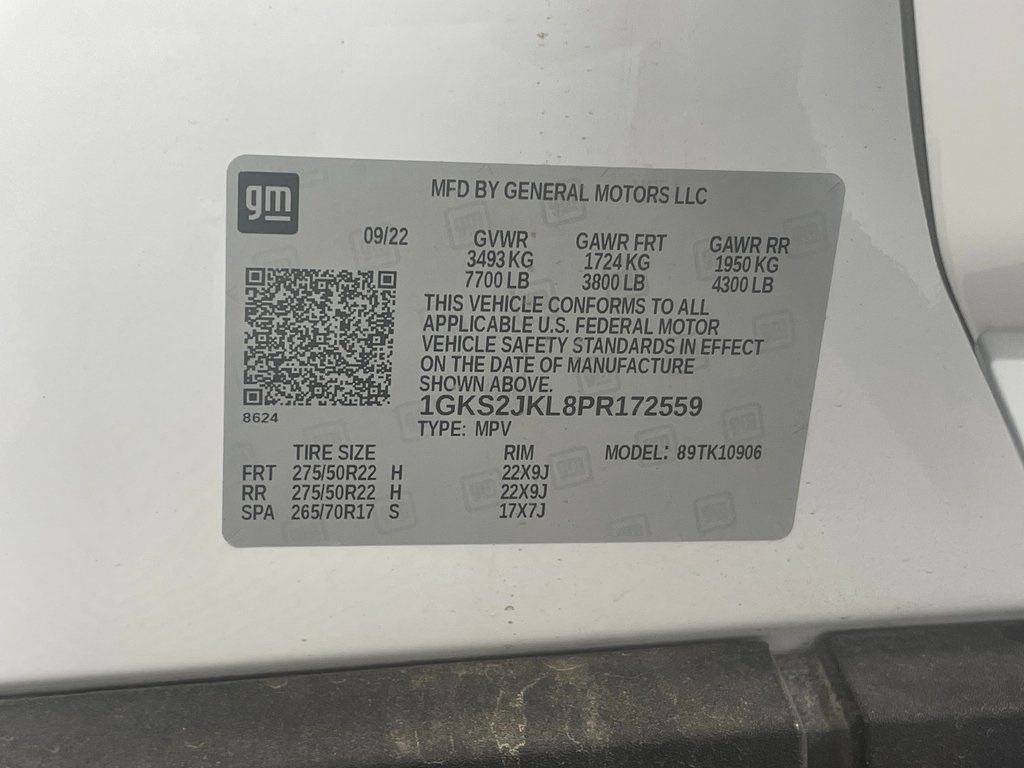 gm
MFD BY GENERAL MOTORS LLC
09/22
GVWR GAWR FRT GAWR RR
3493 KG 1724 KG 1950 KG
7700 LB 3800 LB 4300 LB
THIS VEHICLE CONFORMS TO ALL
APPLICABLE U.S. FEDERAL MOTOR
VEHICLE SAFETY STANDARDS IN EFFECT
ON THE DATE OF MANUFACTURE
SHOWN ABOVE.
8624
1GKS2JKL8PR172559
TYPE: MPV
TIRE SIZE RIM MODEL: 89TK10906
FRT 275/50R22 H 22X9J
RR 275/50R22 H 22X9J
SPA 265/70R17 S 17X7J